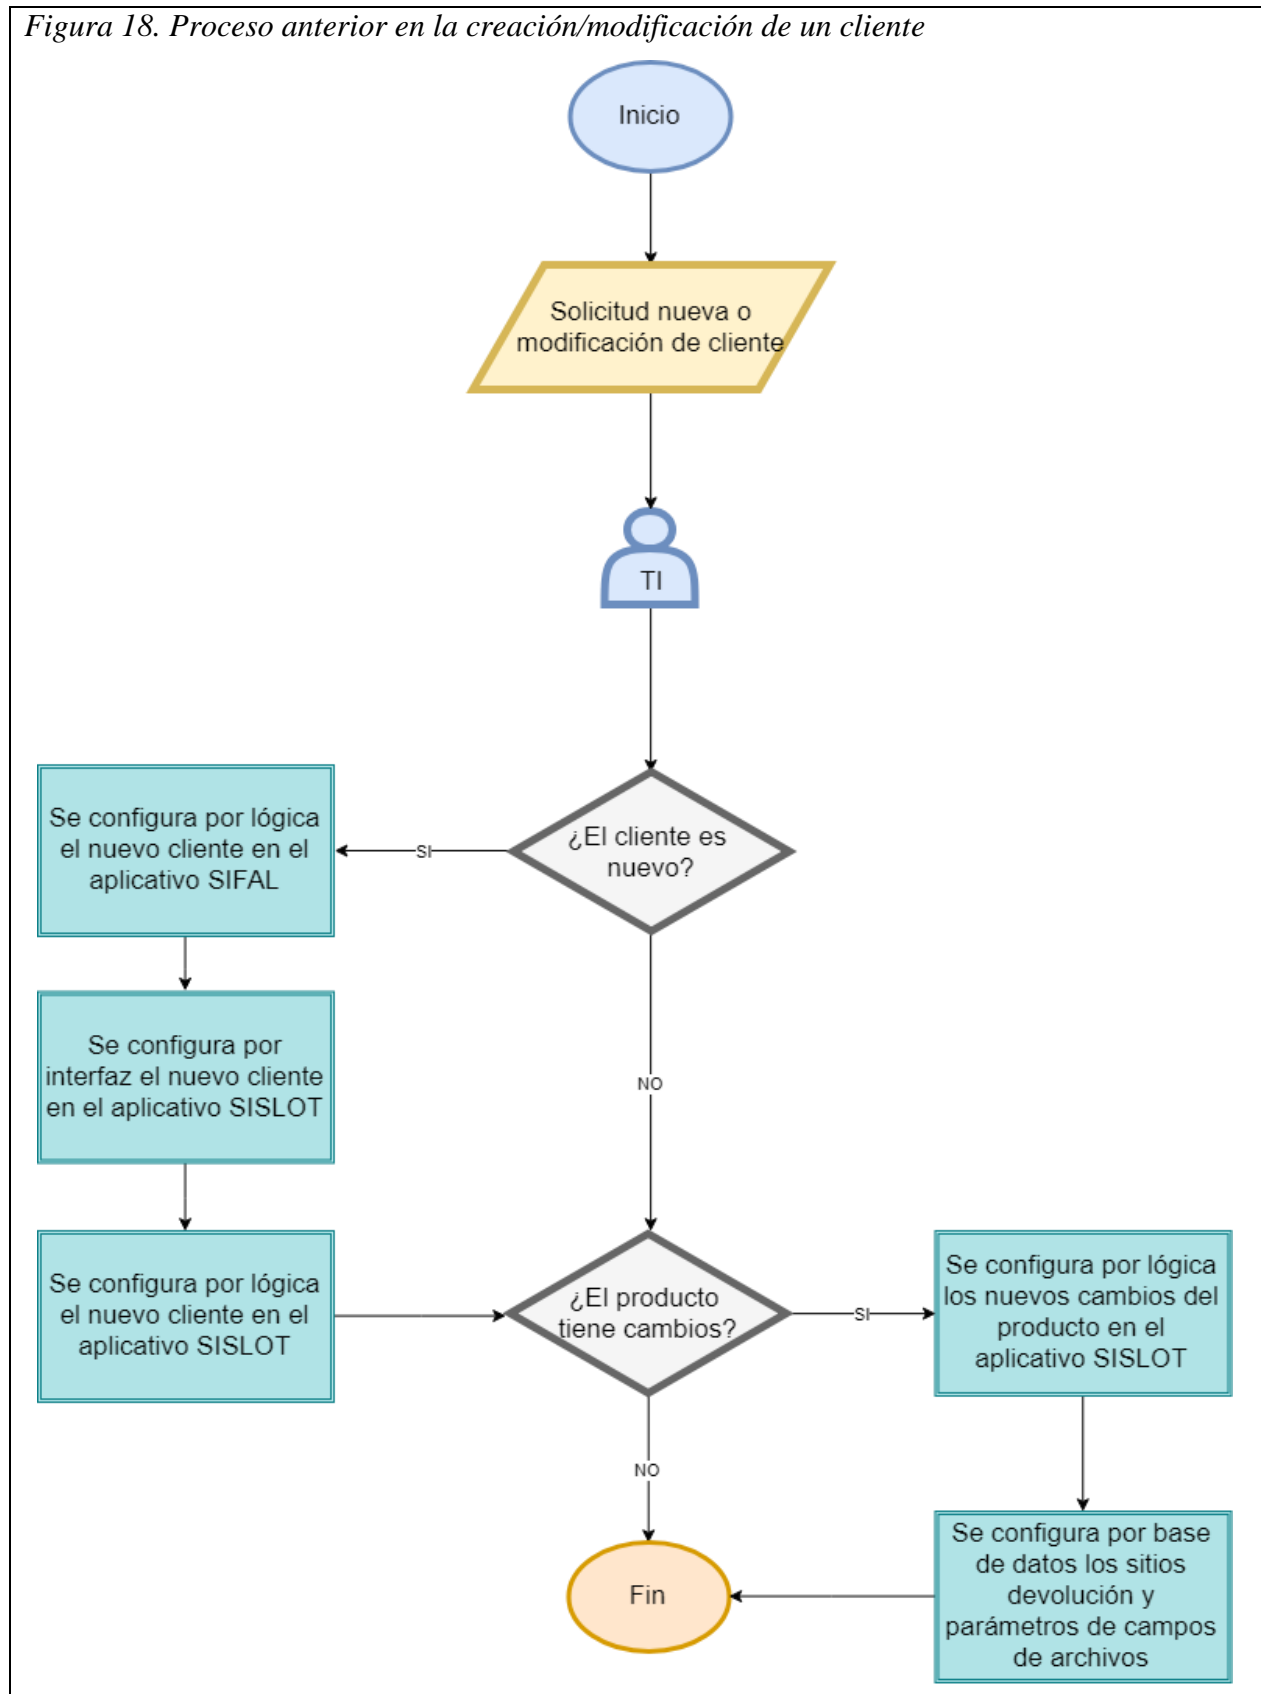 Figura 18. Proceso anterior en la creación/modificación de un cliente
Inicio
Solicitud nueva o
modificación de cliente
TI
¿El cliente es
nuevo?
SI
Se configura por lógica
el nuevo cliente en el
aplicativo SIFAL
Se configura por
interfaz el nuevo cliente
en el aplicativo SISLOT
NO
Se configura por lógica
el nuevo cliente en el
aplicativo SISLOT
¿El producto
tiene cambios?
SI
Se configura por lógica
los nuevos cambios del
producto en el
aplicativo SISLOT
NO
Se configura por base
de datos los sitios
devolución y
parámetros de campos
de archivos
Fin